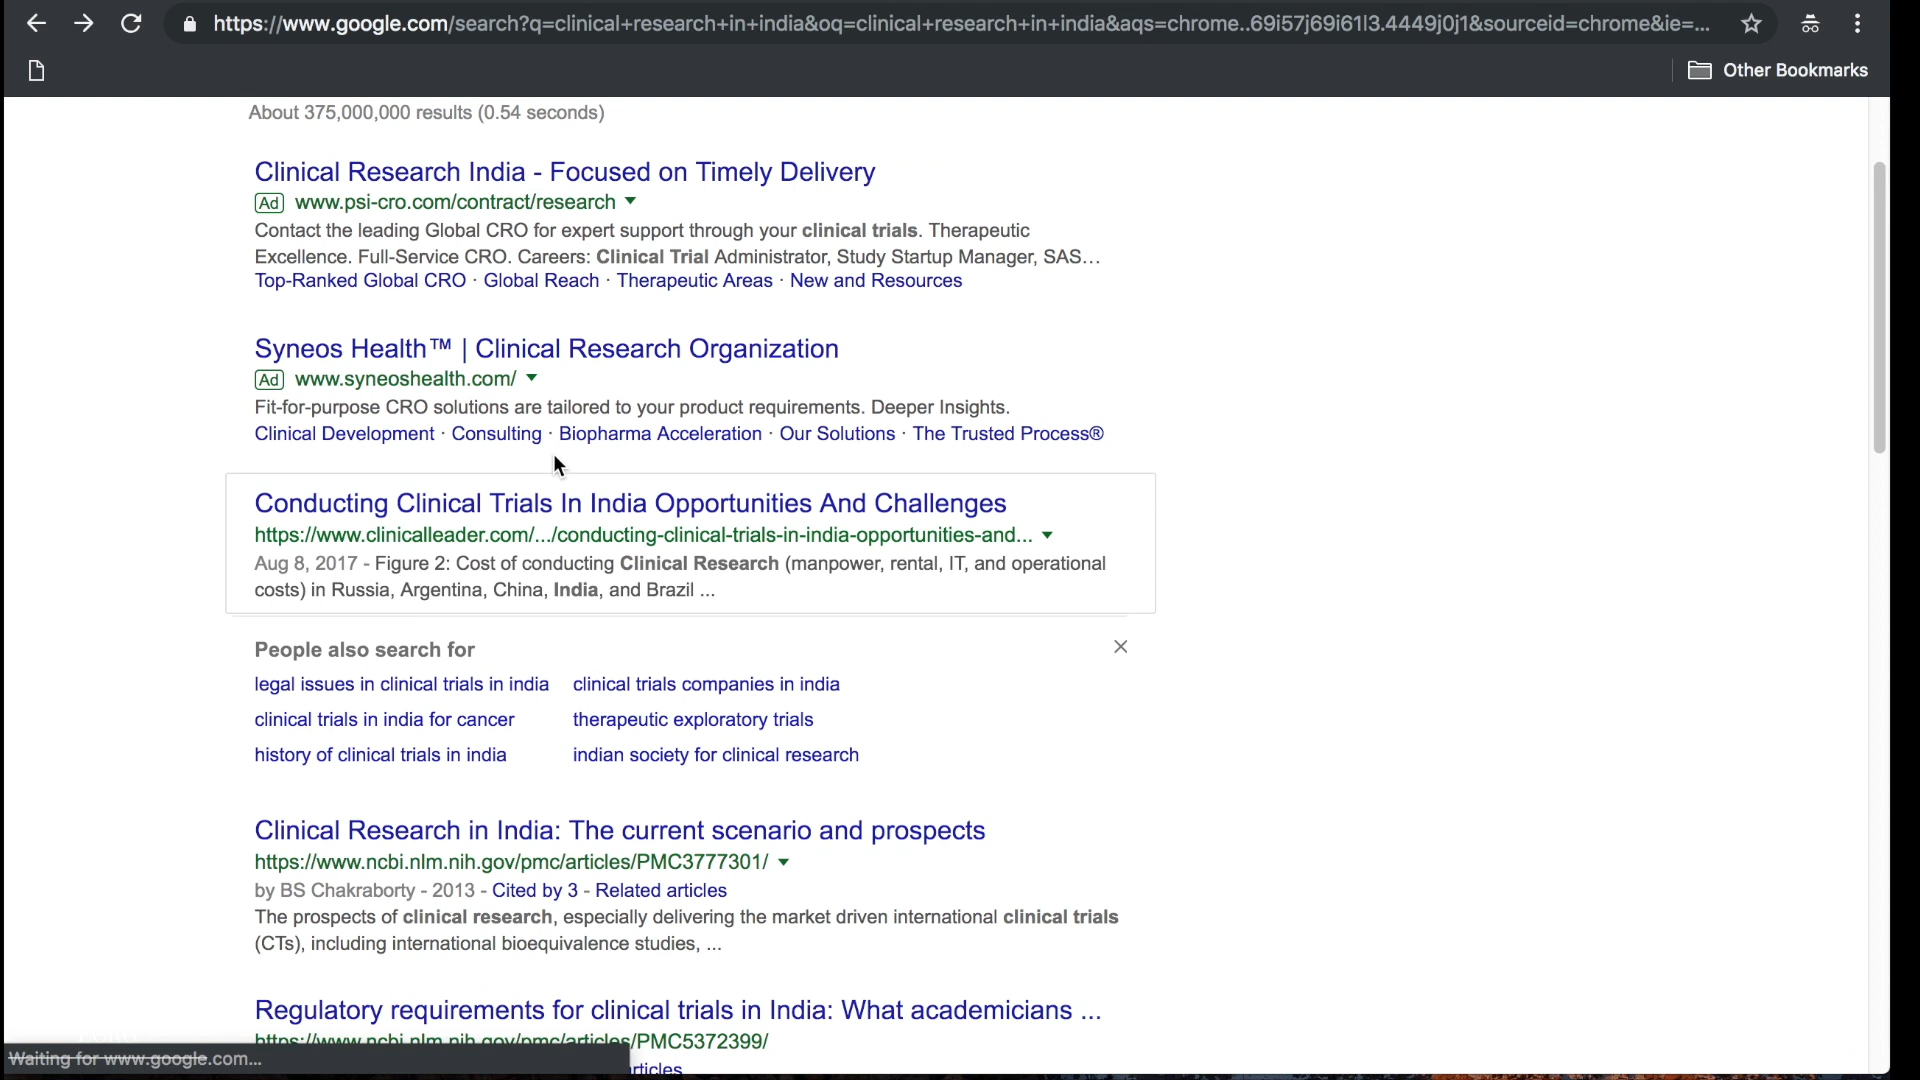 https://www.google.com/search?q=clinical+research+in+india&oq=clinical+research+in+india&aqs=chrome..69i57j69i61l3.4449j0j1&sourceid=chrome&ie=...
Other Bookmarks
About 375,000,000 results (0.54 seconds)
Clinical Research India - Focused on Timely Delivery
Ad www.psi-cro.com/contract/research
Contact the leading Global CRO for expert support through your clinical trials. Therapeutic
Excellence. Full-Service CRO. Careers: Clinical Trial Administrator, Study Startup Manager, SAS...
Top-Ranked Global CRO · Global Reach · Therapeutic Areas · New and Resources
Syneos Health™ | Clinical Research Organization
Ad www.syneoshealth.com/
Fit-for-purpose CRO solutions are tailored to your product requirements. Deeper Insights.
Clinical Development · Consulting · Biopharma Acceleration · Our Solutions · The Trusted Process®
Conducting Clinical Trials In India Opportunities And Challenges
https://www.clinicalleader.com/.../conducting-clinical-trials-in-india-opportunities-and...
Aug 8, 2017 - Figure 2: Cost of conducting Clinical Research (manpower, rental, IT, and operational
costs) in Russia, Argentina, China, India, and Brazil ...
People also search for
legal issues in clinical trials in india clinical trials companies in india
clinical trials in india for cancer therapeutic exploratory trials
history of clinical trials in india indian society for clinical research
Clinical Research in India: The current scenario and prospects
https://www.ncbi.nlm.nih.gov/pmc/articles/PMC3777301/
by BS Chakraborty - 2013 - Cited by 3 - Related articles
The prospects of clinical research, especially delivering the market driven international clinical trials
(CTs), including international bioequivalence studies, ...
Regulatory requirements for clinical trials in India: What academicians ...
https://www.ncbi.nlm.nih.gov/pmc/articles/PMC5372399/
Waiting for www.google.com...
articles